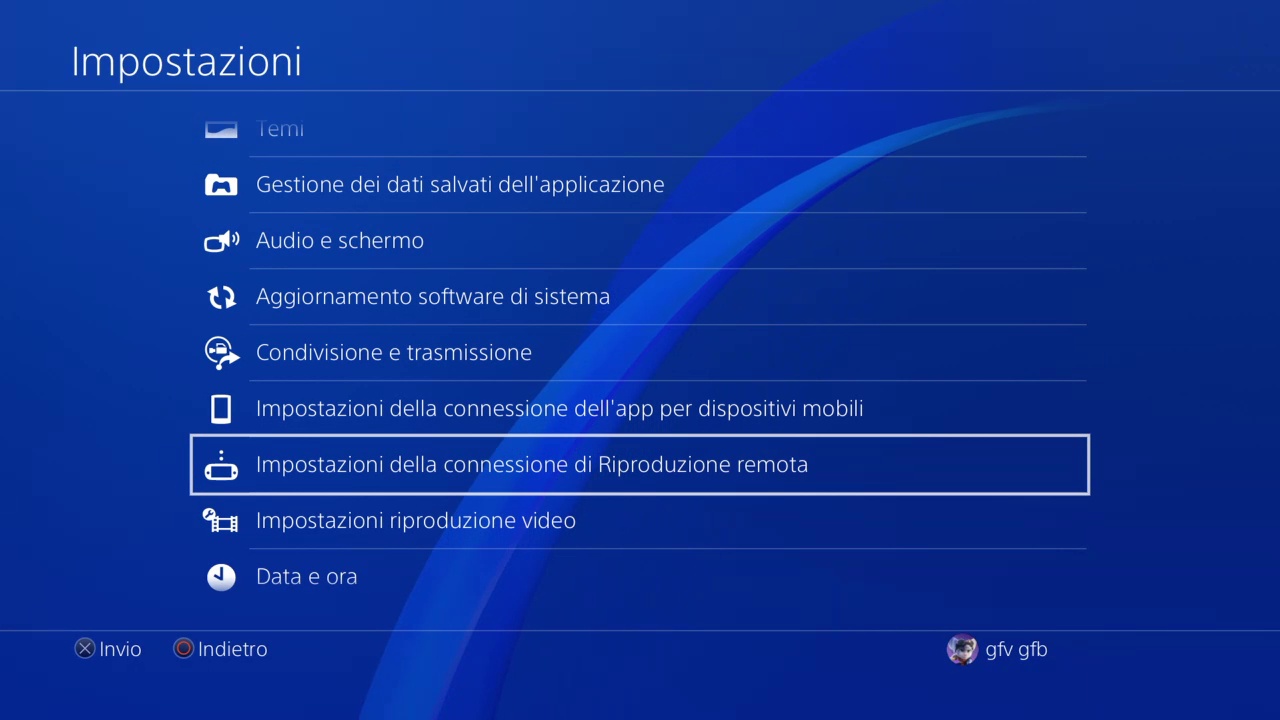 Impostazioni
Temi
Gestione dei dati salvati dell'applicazione
Audio e schermo
Aggiornamento software di sistema
Condivisione e trasmissione
Impostazioni della connessione dell'app per dispositivi mobili
Impostazioni della connessione di Riproduzione remota
Impostazioni riproduzione video
Data e ora
Invio Indietro gfv gfb